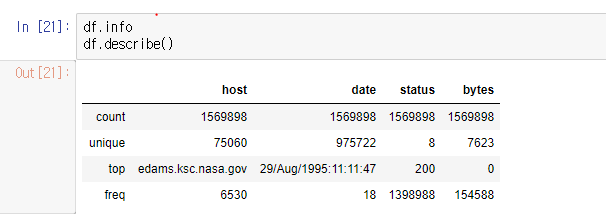 In [21]: df.info
df.describe()
Out[21]:
host date status bytes
count 1569898 1569898 1569898 1569898
unique 75060 975722 8 7623
top edams.ksc.nasa.gov 29/Aug/1995:11:11:47 200 0
freq 6530 18 1398988 154588